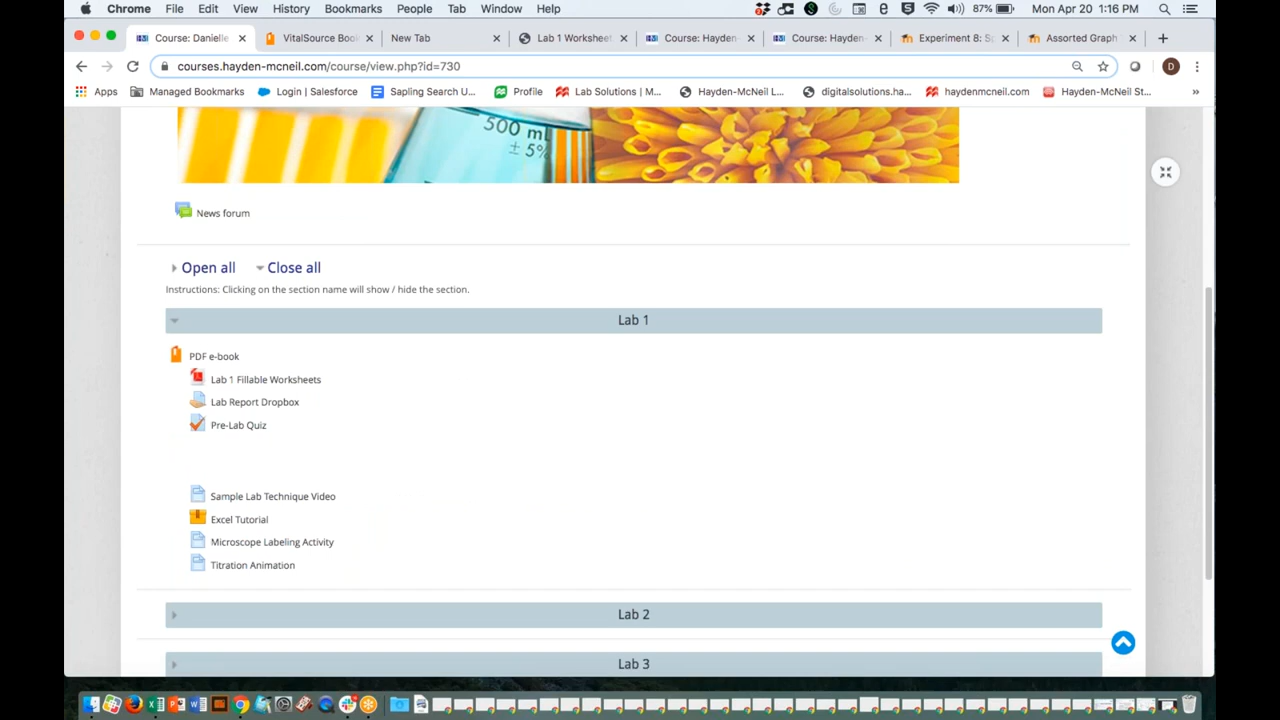 Chrome File Edit View History Bookmarks People Tab Window Help 87% Mon Apr 20 1:16 PM
Course: Danielle VitalSource Boo New Tab Lab 1 Worksheet Course: Hayden- Course: Hayden- Experiment 8: S Assorted Graph
courses.hayden-mcneil.com/course/view.php?id=730 D
Apps Managed Bookmarks Login | Salesforce Sapling Search U... Profile Lab Solutions | M... Hayden-McNeil L... digitalsolutions.ha... haydenmcneil.com Hayden-McNeil St... »
500 mL
± 5%
News forum
Open all Close all
Instructions: Clicking on the section name will show / hide the section.
Lab 1
PDF e-book
Lab 1 Fillable Worksheets
Lab Report Dropbox
Pre-Lab Quiz
Sample Lab Technique Video
Excel Tutorial
Microscope Labeling Activity
Titration Animation
Lab 2
Lab 3